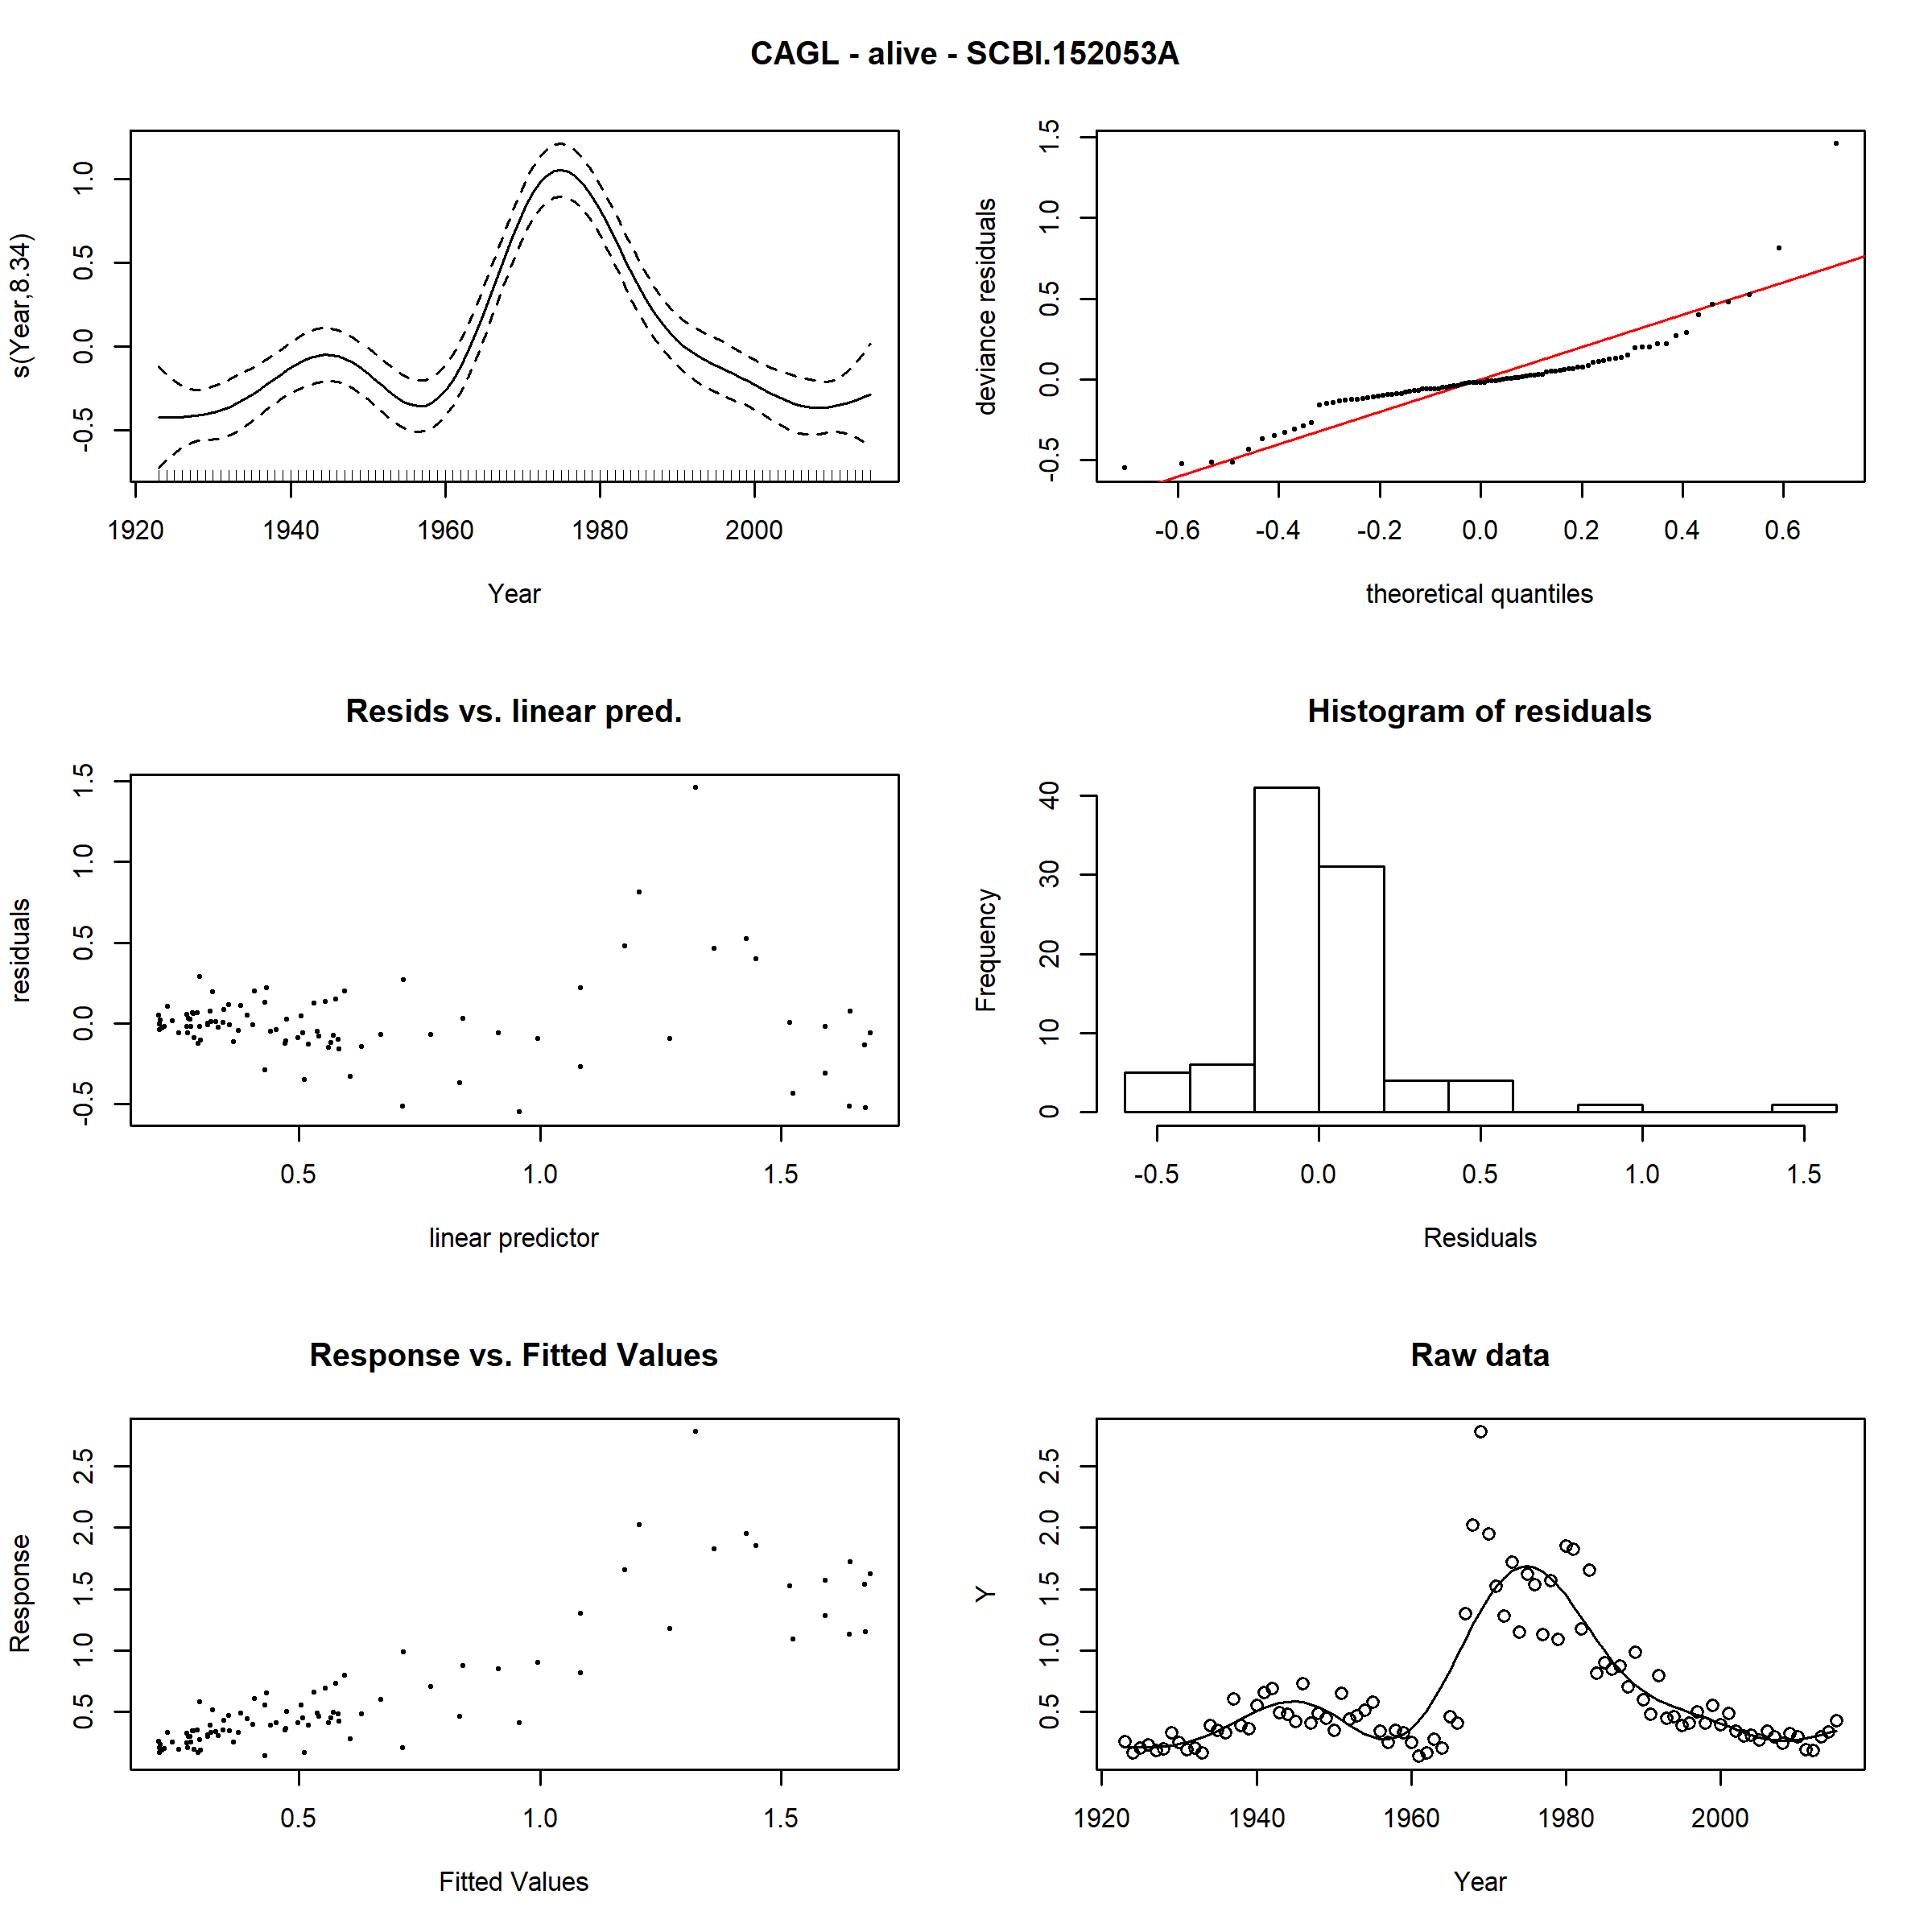 CAGL - alive - SCBI.152053A
s(Year,8.34)
-0.5 0.0 0.5 1.0
1920 1940 1960 1980 2000
Year
deviance residuals
-0.5 0.0 0.5 1.0 1.5
-0.6 -0.4 -0.2 0.0 0.2 0.4 0.6
theoretical quantiles
Resids vs. linear pred.
residuals
-0.5 0.0 0.5 1.0 1.5
0.5 1.0 1.5
linear predictor
Histogram of residuals
Frequency
0 10 20 30 40
-0.5 0.0 0.5 1.0 1.5
Residuals
Response vs. Fitted Values
Response
0.5 1.0 1.5 2.0 2.5
0.5 1.0 1.5
Fitted Values
Raw data
Y
0.5 1.0 1.5 2.0 2.5
1920 1940 1960 1980 2000
Year